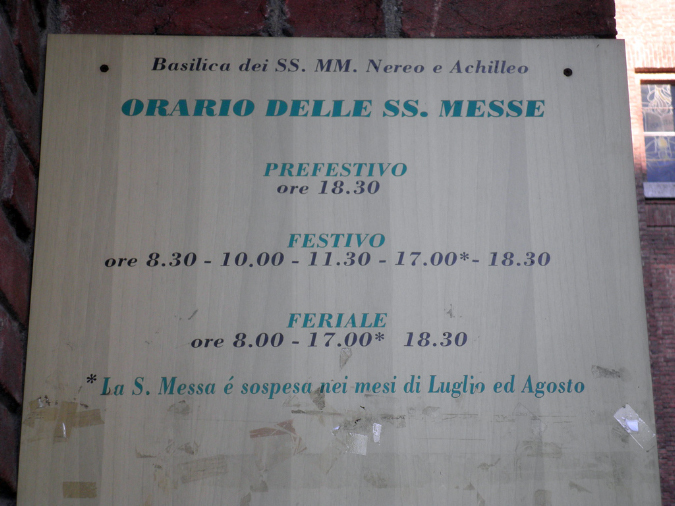 Basilica dei SS. MM. Nereo e Achilleo
ORARIO DELLE SS. MESSE
PREFESTIVO
ore 18.30
FESTIVO
ore 8.30 - 10.00 - 11.30 - 17.00*- 18.30
FERIALE
ore 8.00 - 17.00* 18.30
* La S. Messa é sospesa nei mesi di Luglio ed Agosto